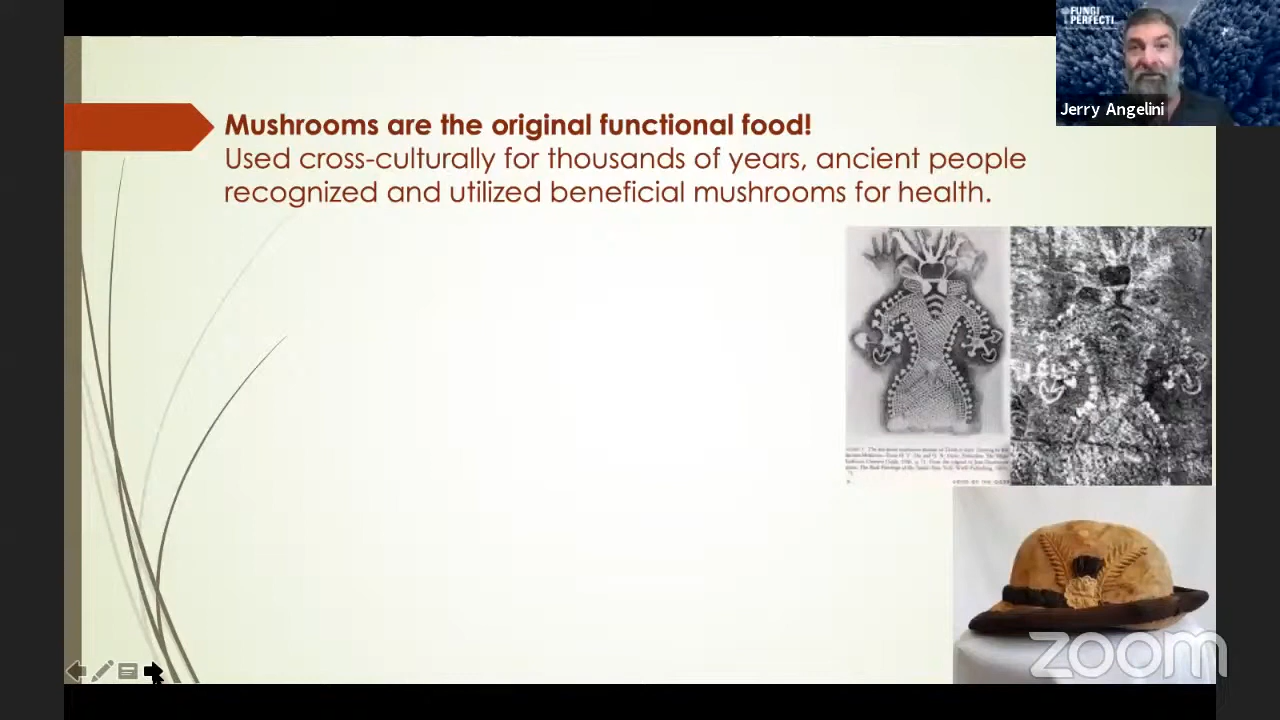 FUNGI
PERFECTI
Jerry Angelini
Mushrooms are the original functional food!
Used cross-culturally for thousands of years, ancient people
recognized and utilized beneficial mushrooms for health.
37
zoom